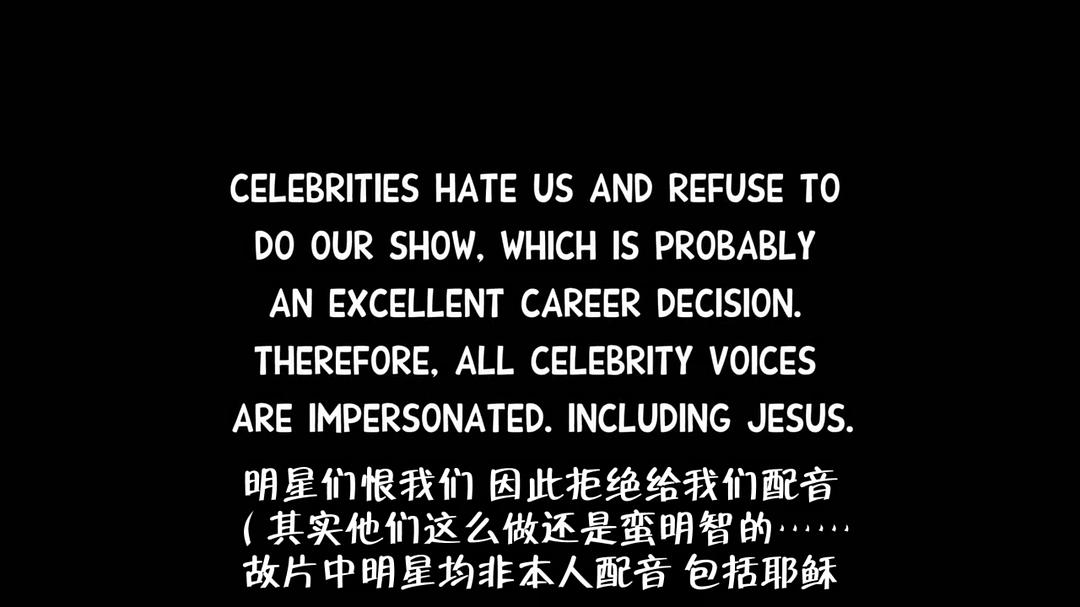 CELEBRITIES HATE US AND REFUSE TO
DO OUR SHOW, WHICH IS PROBABLY
AN EXCELLENT CAREER DECISION.
THEREFORE, ALL CELEBRITY VOICES
ARE IMPERSONATED. INCLUDING JESUS.
明星们恨我们 因此拒绝给我们配音
(其实他们这么做还是蛮明智的……
故片中明星均非本人配音 包括耶稣